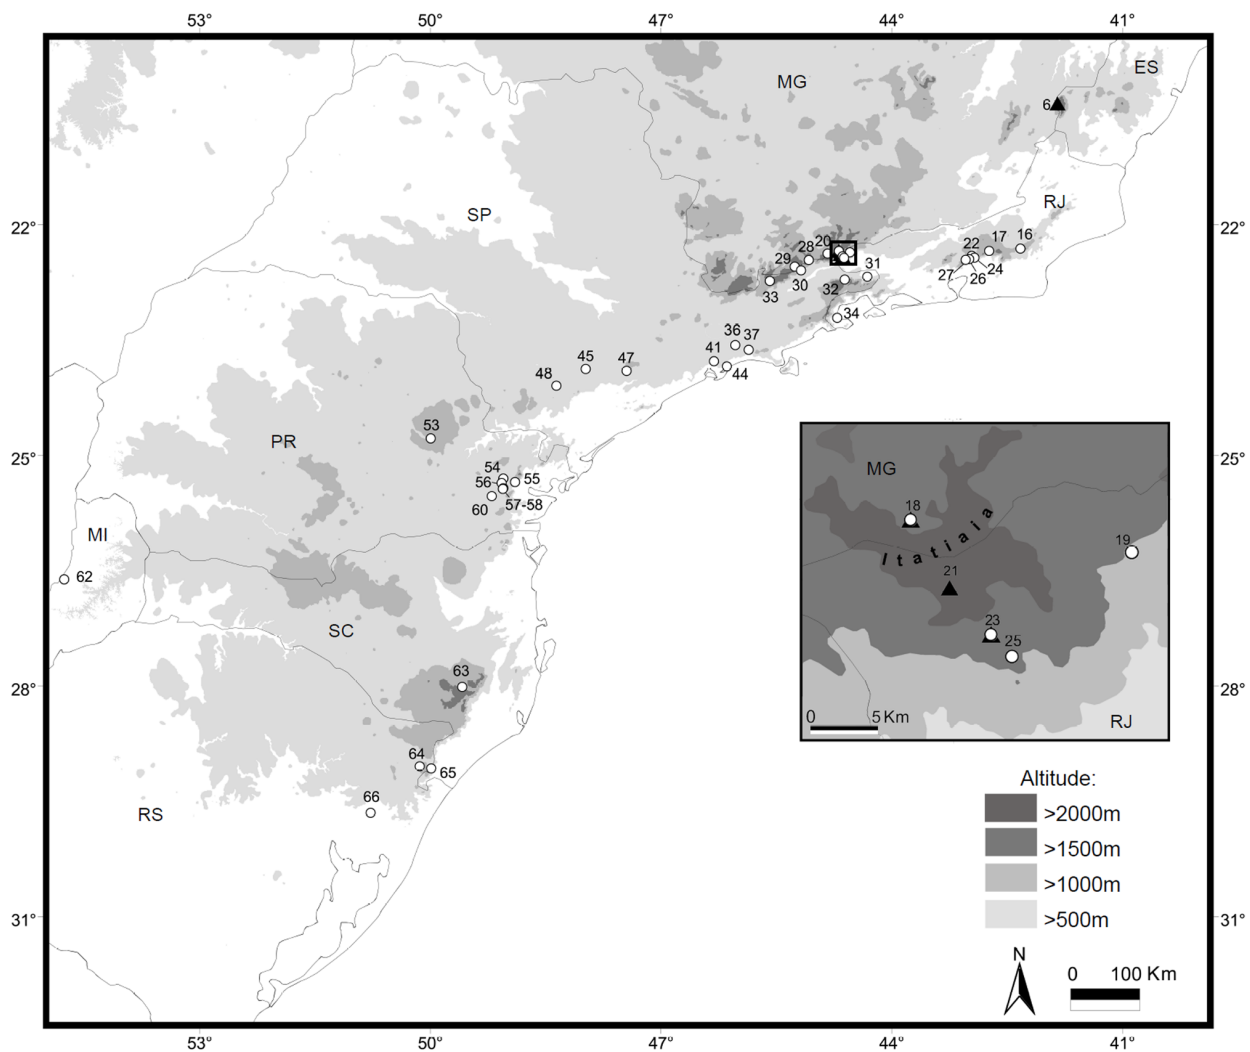 53° 50° 47° 44° 41°
ES
MG
6
SP
RJ
22° 22°
20 22 17 16
28
29 31
30 27 26 24
33 32
34
36 37
41
45 47
44
48
53
PR
25° 25°
54
56 55
57-58
60
MI
62
SC
63
28° 28°
64
65
66
RS
31° 31°
MG
18
Itatiaia
19
21
23
25
0 5 Km
RJ
Altitude:
>2000m
>1500m
>1000m
>500m
N
0 100 Km
53° 50° 47° 44° 41°